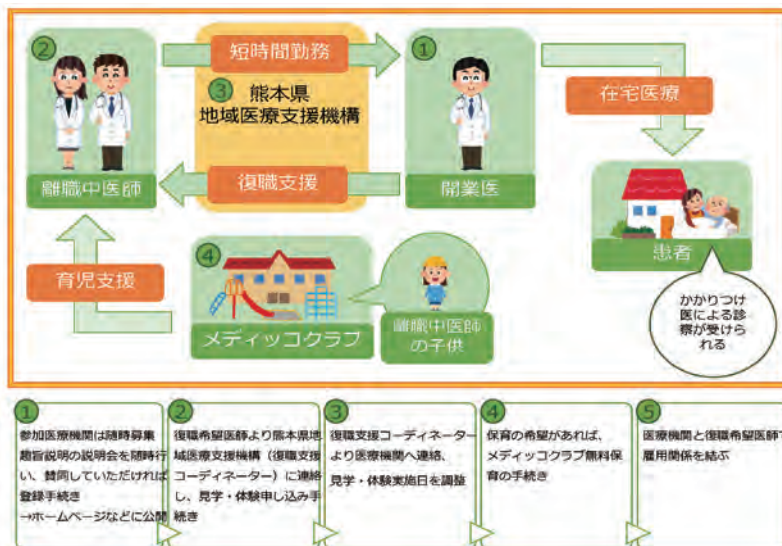 ②
短時間勤務
①
③ 熊本県
地域医療支援機構
在宅医療
離職中医師
復職支援
開業医
患者
④
育児支援
メディッコクラブ
離職中医師
の子供
かかりつけ
医による診
察が受けら
れる
①
参加医療機関は随時募集
趣旨説明の説明会を随時行
い、賛同していただければ
登録手続き
→ホームページなどに公開
②
復職希望医師より熊本県地
域医療支援機構（復職支援
コーディネーター）に連絡
し、見学・体験申し込み手
続き
③
復職支援コーディネーター
より医療機関へ連絡、
見学・体験実施日を調整
④
保育の希望があれば、
メディッコクラブ無料保
育の手続き
⑤
医療機関と復職希望医師で
雇用関係を結ぶ